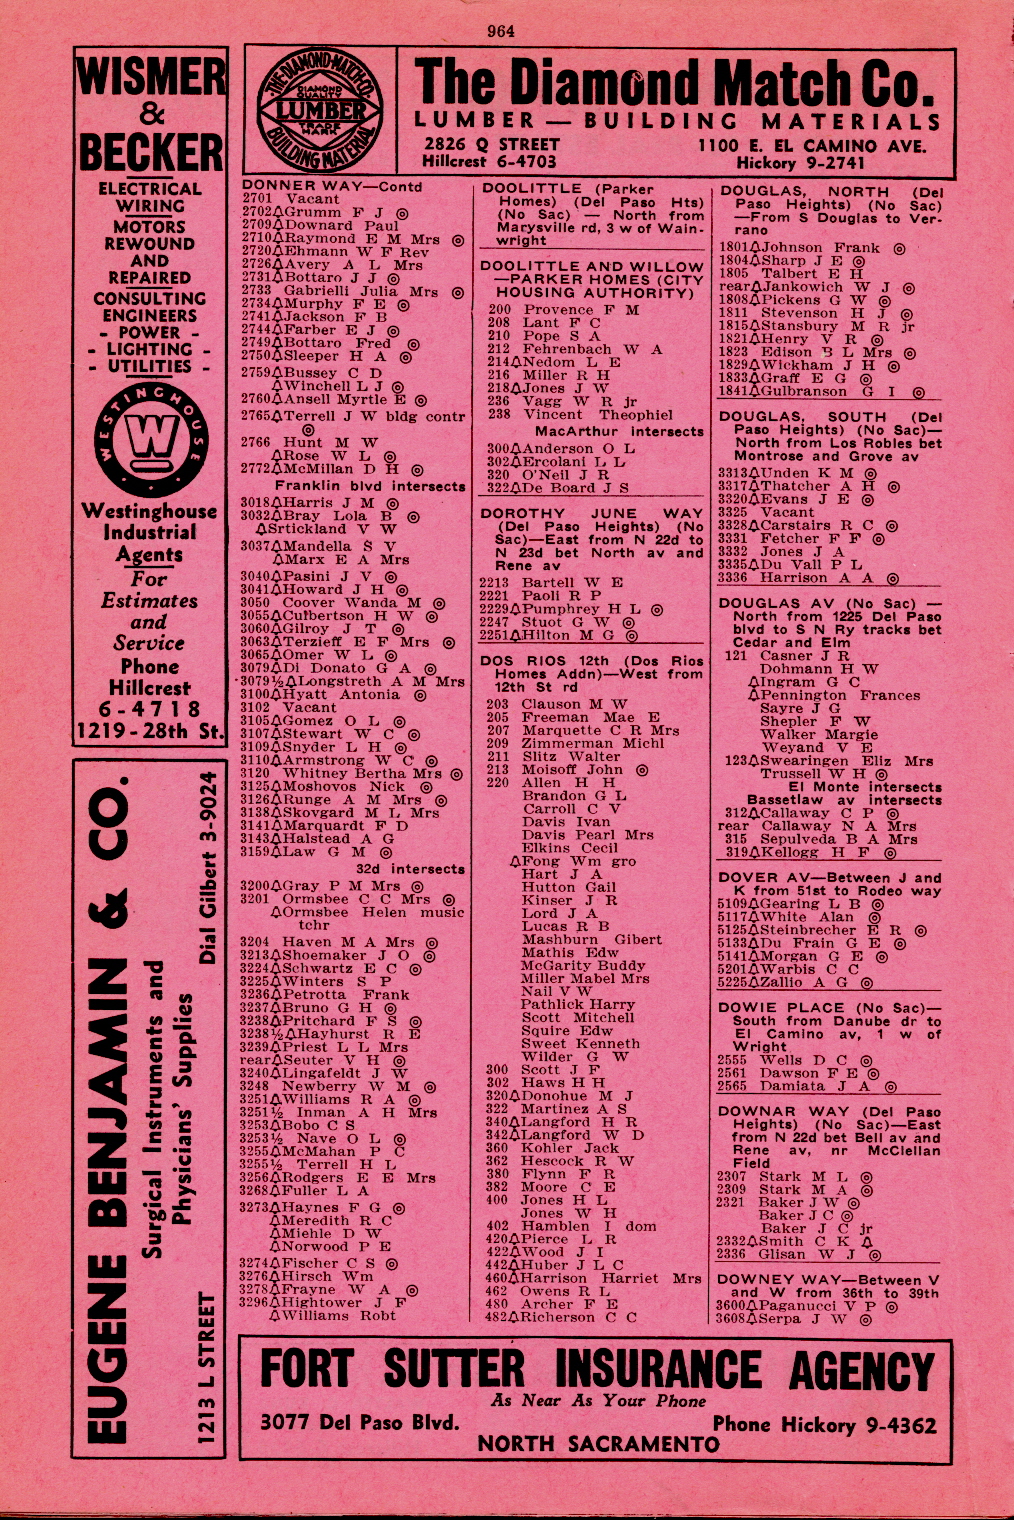 964
WISMER
&
BECKER
ELECTRICAL
WIRING
MOTORS
REWOUND
AND
REPAIRED
CONSULTING
ENGINEERS
- POWER -
- LIGHTING -
- UTILITIES -
WESTINGHOUSE
W
Westinghouse
Industrial
Agents
For
Estimates
and
Service
Phone
Hillcrest
6-4718
1219-28th St.
EUGENE BENJAMIN & CO.
Surgical Instruments and
Physicians' Supplies
1213 L STREET
Dial Gilbert 3-9024
THE DIAMOND MATCH CO.
DIAMOND
QUALITY
LUMBER
TRADE
MARK
BUILDING MATERIAL
The Diamond Match Co.
LUMBER — BUILDING MATERIALS
2826 Q STREET
Hillcrest 6-4703
1100 E. EL CAMINO AVE.
Hickory 9-2741
DONNER WAY—Contd
2701 Vacant
2702△Grumm F J ◎
2709△Downard Paul
2710△Raymond E M Mrs ◎
2720△Ehmann W F Rev
2726△Avery A L Mrs
2731△Bottaro J J ◎
2733 Gabrielli Julia Mrs ◎
2734△Murphy F E ◎
2741△Jackson F B
2744△Farber E J ◎
2749△Bottaro Fred ◎
2750△Sleeper H A ◎
2759△Bussey C D
△Winchell L J ◎
2760△Ansell Myrtle E ◎
2765△Terrell J W bldg contr
◎
2766 Hunt M W
△Rose W L ◎
2772△McMillan D H ◎
Franklin blvd intersects
3018△Harris J M ◎
3032△Bray Lola B ◎
△Srtickland V W
3037△Mandella S V
△Marx E A Mrs
3040△Pasini J V ◎
3041△Howard J H ◎
3050 Coover Wanda M ◎
3055△Culbertson H W ◎
3060△Gilroy J T ◎
3063△Terzieff E F Mrs ◎
3065△Omer W L ◎
3079△Di Donato G A ◎
3079½△Longstreth A M Mrs
3100△Hyatt Antonia ◎
3102 Vacant
3105△Gomez O L ◎
3107△Stewart W C ◎
3109△Snyder L H ◎
3110△Armstrong W C ◎
3120 Whitney Bertha Mrs ◎
3125△Moshovos Nick ◎
3126△Runge A M Mrs ◎
3138△Skovgard M L Mrs
3141△Marquardt F D
3143△Halstead A G
3159△Law G M ◎
32d intersects
3200△Gray P M Mrs ◎
3201 Ormsbee C C Mrs ◎
△Ormsbee Helen music
tchr
3204 Haven M A Mrs ◎
3213△Shoemaker J O ◎
3224△Schwartz E C ◎
3225△Winters S P
3236△Petrotta Frank
3237△Bruno G H ◎
3238△Pritchard F S ◎
3238½△Hayhurst R E
3239△Priest L L Mrs
rear△Seuter V H ◎
3240△Lingafeldt J W
3248 Newberry W M ◎
3251△Williams R A ◎
3251½ Inman A H Mrs
3253△Bobo C S
3253½ Nave O L ◎
3255△McMahan P C
3255½ Terrell H L
3256△Rodgers E E Mrs
3268△Fuller L A
3273△Haynes F G ◎
△Meredith R C
△Miehle D W
△Norwood P E
3274△Fischer C S ◎
3276△Hirsch Wm
3278△Frayne W A ◎
3296△Hightower J F
△Williams Robt
DOOLITTLE (Parker
Homes) (Del Paso Hts)
(No Sac) — North from
Marysville rd, 3 w of Wain-
wright
DOOLITTLE AND WILLOW
—PARKER HOMES (CITY
HOUSING AUTHORITY)
200 Provence F M
208 Lant F C
210 Pope S A
212 Fehrenbach W A
214△Nedom L E
216 Miller R H
218△Jones J W
236 Vagg W R jr
238 Vincent Theophiel
MacArthur intersects
300△Anderson O L
302△Ercolani L L
320 O'Neil J R
322△De Board J S
DOROTHY JUNE WAY
(Del Paso Heights) (No
Sac)—East from N 22d to
N 23d bet North av and
Rene av
2213 Bartell W E
2221 Paoli R P
2229△Pumphrey H L ◎
2247 Stuot G W ◎
2251△Hilton M G ◎
DOS RIOS 12th (Dos Rios
Homes Addn)—West from
12th St rd
203 Clauson M W
205 Freeman Mae E
207 Marquette C R Mrs
209 Zimmerman Michl
211 Slitz Walter
213 Moisoff John ◎
220 Allen H H
Brandon G L
Carroll C V
Davis Ivan
Davis Pearl Mrs
Elkins Cecil
△Fong Wm gro
Hart J A
Hutton Gail
Kinser J R
Lord J A
Lucas R B
Mashburn Gibert
Mathis Edw
McGarity Buddy
Miller Mabel Mrs
Nail V W
Pathlick Harry
Scott Mitchell
Squire Edw
Sweet Kenneth
Wilder G W
300 Scott J F
302 Haws H H
320△Donohue M J
322 Martinez A S
340△Langford H R
342△Langford W D
360 Kohler Jack
362 Hescock R W
380 Flynn F R
382 Moore C E
400 Jones H L
Jones W H
402 Hamblen I dom
420△Pierce L R
422△Wood J I
442△Huber J L C
460△Harrison Harriet Mrs
462 Owens R L
480 Archer F E
482△Richerson C C
DOUGLAS, NORTH (Del
Paso Heights) (No Sac)
—From S Douglas to Ver-
rano
1801△Johnson Frank ◎
1804△Sharp J E ◎
1805 Talbert E H
rear△Jankowich W J ◎
1808△Pickens G W ◎
1811 Stevenson H J ◎
1815△Stansbury M R jr
1821△Henry V R ◎
1823 Edison B L Mrs ◎
1829△Wickham J H ◎
1833△Graff E G ◎
1841△Gulbranson G I ◎
DOUGLAS, SOUTH (Del
Paso Heights) (No Sac)—
North from Los Robles bet
Montrose and Grove av
3313△Unden K M ◎
3317△Thatcher A H ◎
3320△Evans J E ◎
3325 Vacant
3328△Carstairs R C ◎
3331 Fetcher F F ◎
3332 Jones J A
3335△Du Vall P L
3336 Harrison A A ◎
DOUGLAS AV (No Sac) —
North from 1225 Del Paso
blvd to S N Ry tracks bet
Cedar and Elm
121 Casner J R
Dohmann H W
△Ingram G C
△Pennington Frances
Sayre J G
Shepler F W
Walker Margie
Weyand V E
123△Swearingen Eliz Mrs
Trussell W H ◎
El Monte intersects
Bassetlaw av intersects
312△Callaway C P ◎
rear Callaway N A Mrs
315 Sepulveda B A Mrs
319△Kellogg H F ◎
DOVER AV—Between J and
K from 51st to Rodeo way
5109△Gearing L B ◎
5117△White Alan ◎
5125△Steinbrecher E R ◎
5133△Du Frain G E ◎
5141△Morgan G E ◎
5201△Warbis C C
5225△Zallio A G ◎
DOWIE PLACE (No Sac)—
South from Danube dr to
El Camino av, 1 w of
Wright
2555 Wells D C ◎
2561 Dawson F E ◎
2565 Damiata J A ◎
DOWNAR WAY (Del Paso
Heights) (No Sac)—East
from N 22d bet Bell av and
Rene av, nr McClellan
Field
2307 Stark M L ◎
2309 Stark M A ◎
2321 Baker J W ◎
Baker J C ◎
Baker J C jr
2332△Smith C K △
2336 Glisan W J ◎
DOWNEY WAY—Between V
and W from 36th to 39th
3600△Paganucci V P ◎
3608△Serpa J W ◎
FORT SUTTER INSURANCE AGENCY
As Near As Your Phone
3077 Del Paso Blvd.
Phone Hickory 9-4362
NORTH SACRAMENTO